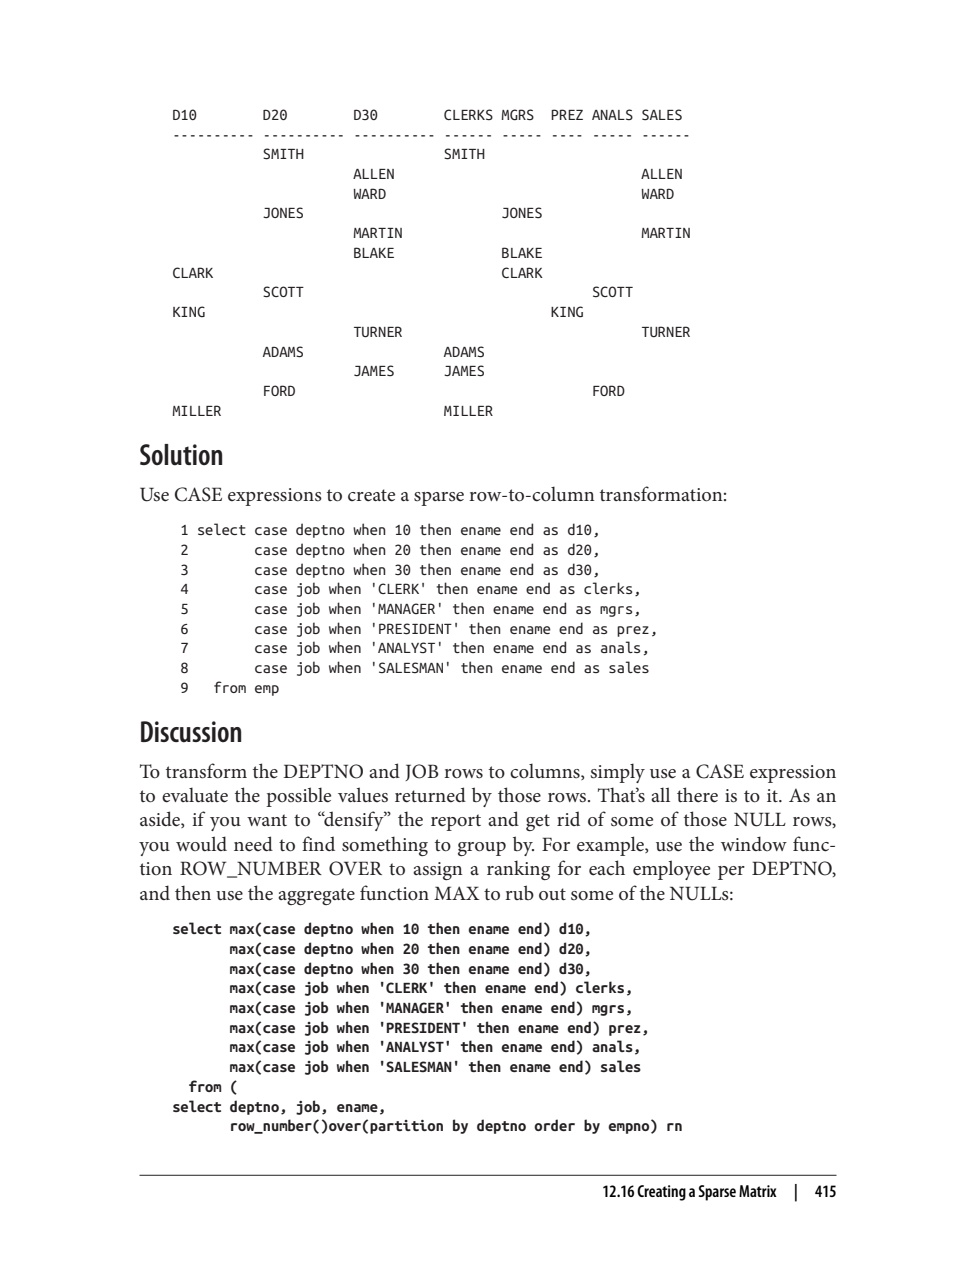 D10        D20        D30        CLERKS MGRS  PREZ ANALS SALES
---------- ---------- ---------- ------ ----- ---- ----- ------
           SMITH                 SMITH
                      ALLEN                              ALLEN
                      WARD                               WARD
           JONES                        JONES
                      MARTIN                             MARTIN
                      BLAKE             BLAKE
CLARK                                   CLARK
           SCOTT                                   SCOTT
KING                                          KING
                      TURNER                             TURNER
           ADAMS                 ADAMS
                      JAMES      JAMES
           FORD                                    FORD
MILLER                           MILLER
Solution
Use CASE expressions to create a sparse row-to-column transformation:
1 select case deptno when 10 then ename end as d10,
2        case deptno when 20 then ename end as d20,
3        case deptno when 30 then ename end as d30,
4        case job when 'CLERK' then ename end as clerks,
5        case job when 'MANAGER' then ename end as mgrs,
6        case job when 'PRESIDENT' then ename end as prez,
7        case job when 'ANALYST' then ename end as anals,
8        case job when 'SALESMAN' then ename end as sales
9   from emp
Discussion
To transform the DEPTNO and JOB rows to columns, simply use a CASE expression
to evaluate the possible values returned by those rows. That’s all there is to it. As an
aside, if you want to “densify” the report and get rid of some of those NULL rows,
you would need to find something to group by. For example, use the window func-
tion ROW_NUMBER OVER to assign a ranking for each employee per DEPTNO,
and then use the aggregate function MAX to rub out some of the NULLs:
select max(case deptno when 10 then ename end) d10,
       max(case deptno when 20 then ename end) d20,
       max(case deptno when 30 then ename end) d30,
       max(case job when 'CLERK' then ename end) clerks,
       max(case job when 'MANAGER' then ename end) mgrs,
       max(case job when 'PRESIDENT' then ename end) prez,
       max(case job when 'ANALYST' then ename end) anals,
       max(case job when 'SALESMAN' then ename end) sales
  from (
select deptno, job, ename,
       row_number()over(partition by deptno order by empno) rn
12.16 Creating a Sparse Matrix | 415